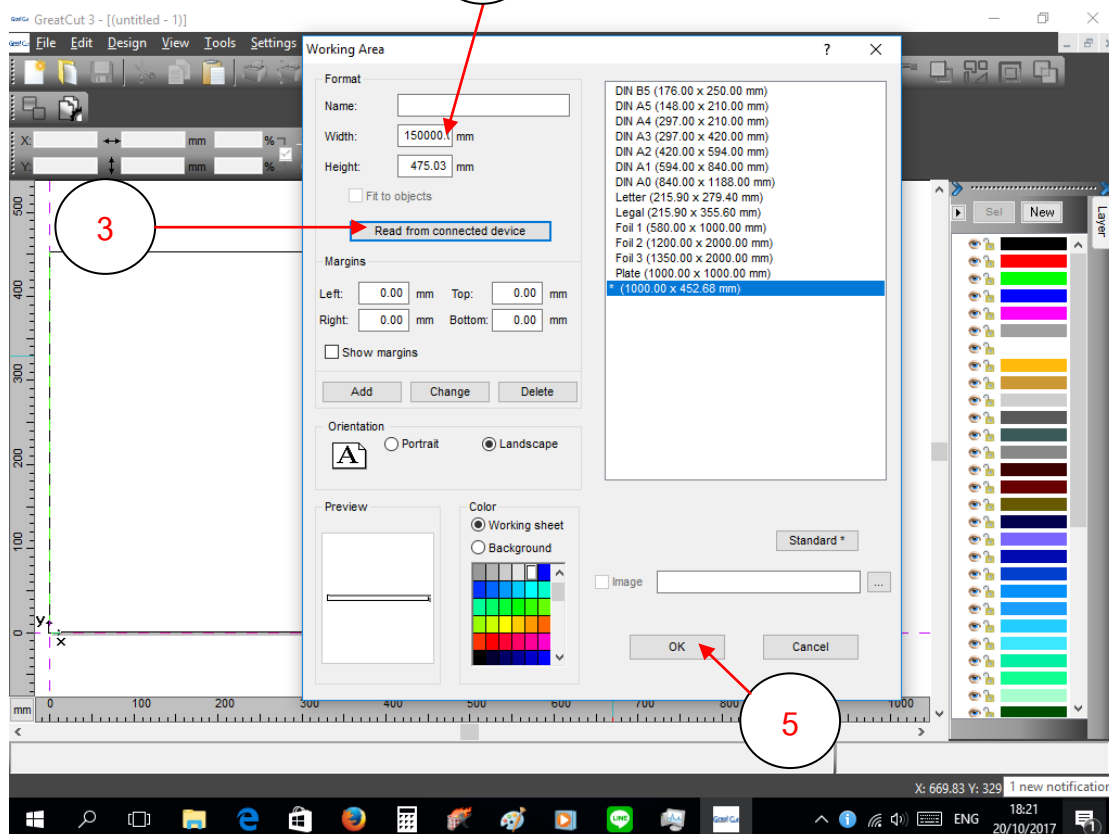 GreatCut 3 - [(untitled - 1)]
File Edit Design View Tools Settings
Working Area ? X
Format
Name:
Width: 150000. mm
Height: 475.03 mm
Fit to objects
3
Read from connected device
Margins
Left: 0.00 mm Top: 0.00 mm
Right: 0.00 mm Bottom: 0.00 mm
Show margins
Add Change Delete
Orientation
A Portrait Landscape
Preview
Color
Working sheet
Background
DIN B5 (176.00 x 250.00 mm)
DIN A5 (148.00 x 210.00 mm)
DIN A4 (297.00 x 210.00 mm)
DIN A3 (297.00 x 420.00 mm)
DIN A2 (420.00 x 594.00 mm)
DIN A1 (594.00 x 840.00 mm)
DIN A0 (840.00 x 1188.00 mm)
Letter (215.90 x 279.40 mm)
Legal (215.90 x 355.60 mm)
Foil 1 (580.00 x 1000.00 mm)
Foil 2 (1200.00 x 2000.00 mm)
Foil 3 (1350.00 x 2000.00 mm)
Plate (1000.00 x 1000.00 mm)
* (1000.00 x 452.68 mm)
Standard *
Image ...
OK Cancel
5
X: mm %
Y: mm %
Sel New
Layer
500
400
300
200
100
0
y
x
mm 0 100 200 300 400 500 600 700 800 1000
X: 669.83 Y: 329
1 new notification
LINE
GreatCut
ENG
18:21
20/10/2017
1